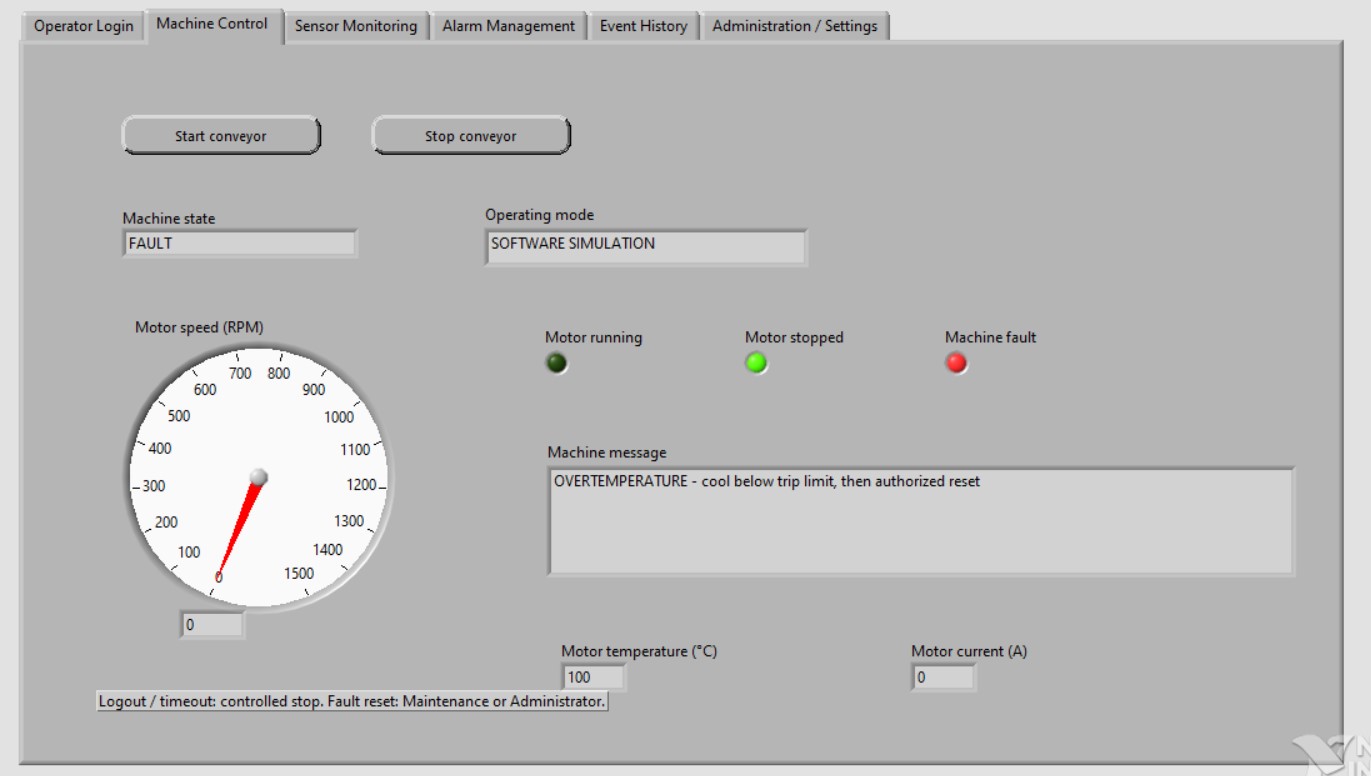 Operator Login
Machine Control
Sensor Monitoring
Alarm Management
Event History
Administration / Settings
Start conveyor
Stop conveyor
Machine state
Operating mode
FAULT
SOFTWARE SIMULATION
Motor speed (RPM)
0
100
200
300
400
500
600
700
800
900
1000
1100
1200
1300
1400
1500
0
Motor running
Motor stopped
Machine fault
Machine message
OVERTEMPERATURE - cool below trip limit, then authorized reset
Motor temperature (°C)
100
Motor current (A)
0
Logout / timeout: controlled stop. Fault reset: Maintenance or Administrator.